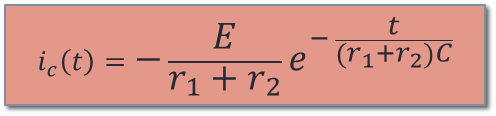 i_c(t) = − \frac{E}{r_1 + r_2} e^{− \frac{t}{(r_1+r_2)C}}